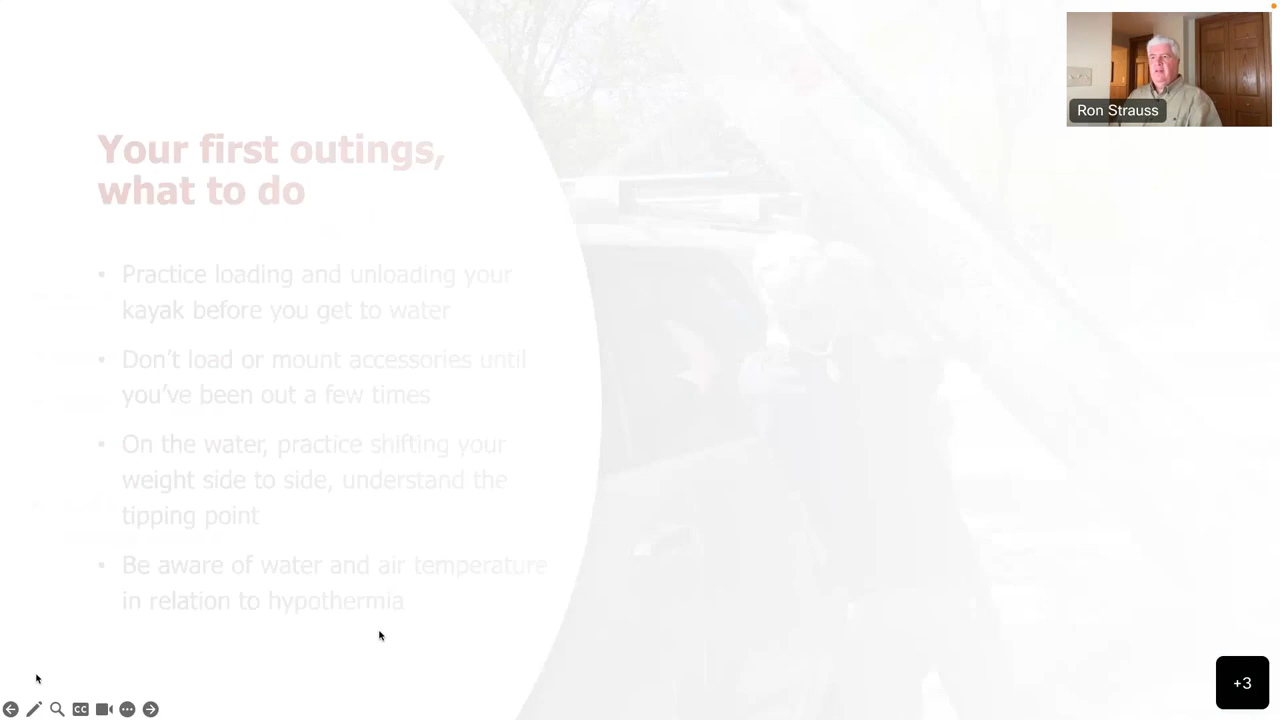 Ron Strauss
Your first outings,
what to do
▪ Practice loading and unloading your
kayak before you get to water
▪ Don't load or mount accessories until
you've been out a few times
▪ On the water, practice shifting your
weight side to side, understand the
tipping point
▪ Be aware of water and air temperature
in relation to hypothermia
CC
+3